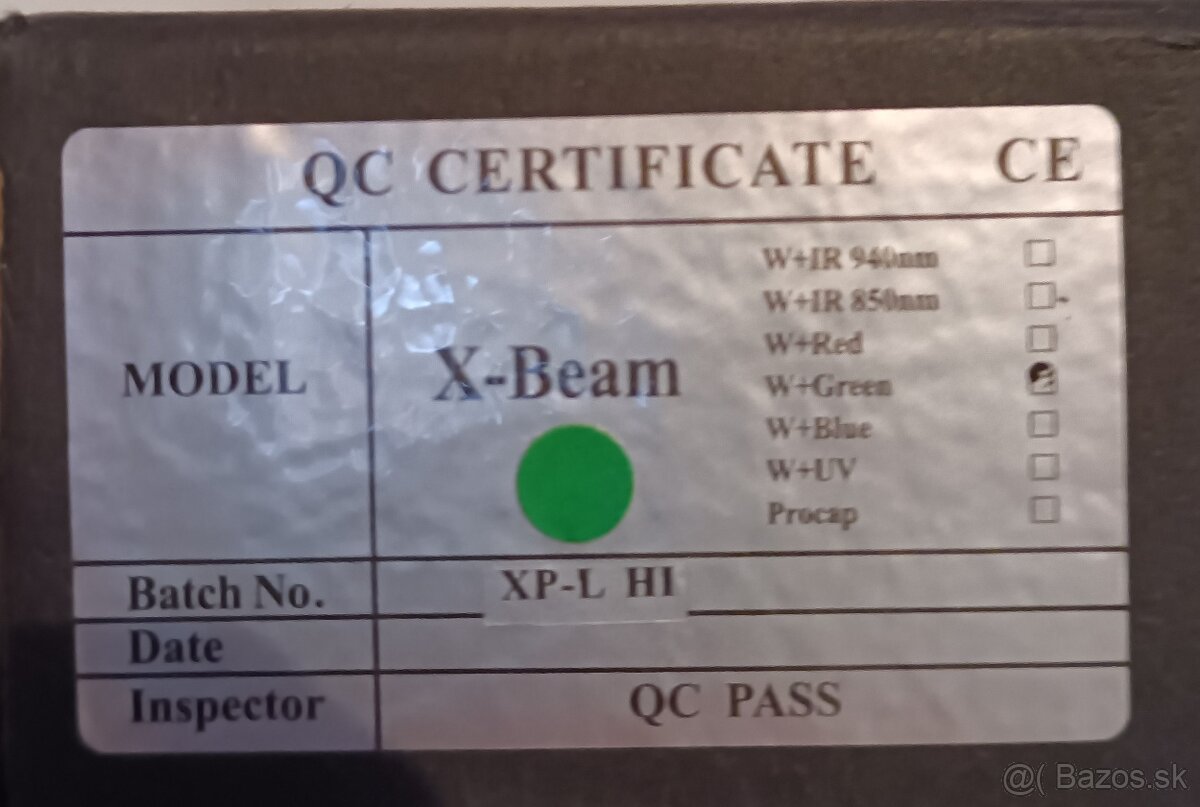 QC CERTIFICATE CE
MODEL
X-Beam
W+IR 940nm
W+IR 850nm
W+Red
W+Green
W+Blue
W+UV
Procap
Batch No. XP-L HI
Date
Inspector QC PASS
@( Bazos.sk